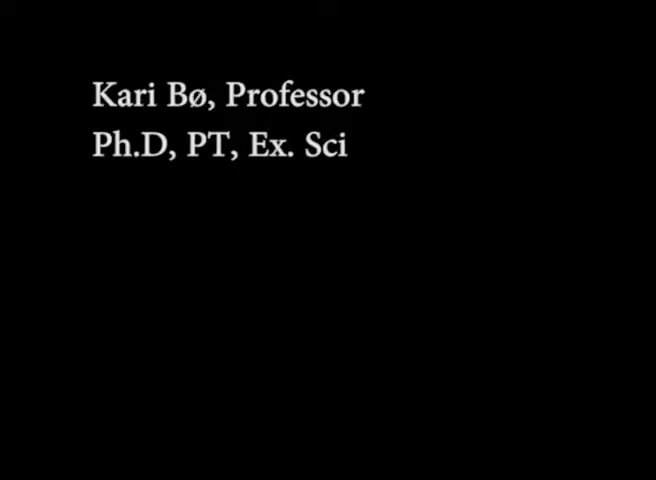 Kari Bø, Professor
Ph.D, PT, Ex. Sci